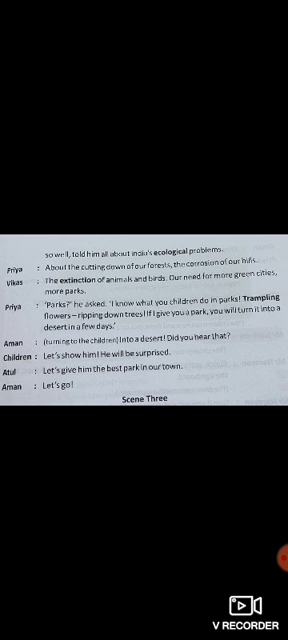 so well, told him all about India's ecological problems.
Priya : About the cutting down of our forests, the corrosion of our hills.
Vikas : The extinction of animals and birds. Our need for more green cities,
more parks.
Priya : 'Parks?' he asked. 'I know what you children do in parks! Trampling
flowers—ripping down trees! If I give you a park, you will turn it into a
desert in a few days.'
Aman : (turning to the children) Into a desert! Did you hear that?
Children : Let's show him! He will be surprised.
Atul : Let's give him the best park in our town.
Aman : Let's go!
Scene Three
V RECORDER